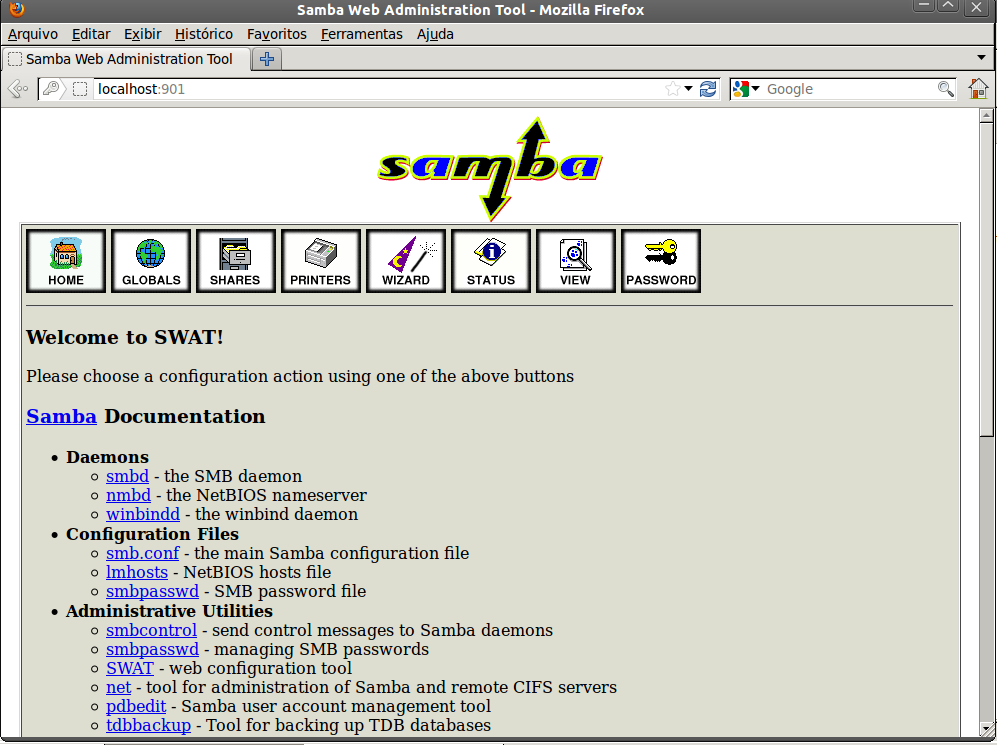 Samba Web Administration Tool - Mozilla Firefox
Arquivo Editar Exibir Histórico Favoritos Ferramentas Ajuda
Samba Web Administration Tool
localhost:901 Google
samba
HOME GLOBALS SHARES PRINTERS WIZARD STATUS VIEW PASSWORD
Welcome to SWAT!
Please choose a configuration action using one of the above buttons
Samba Documentation
• Daemons
◦ smbd - the SMB daemon
◦ nmbd - the NetBIOS nameserver
◦ winbindd - the winbind daemon
• Configuration Files
◦ smb.conf - the main Samba configuration file
◦ lmhosts - NetBIOS hosts file
◦ smbpasswd - SMB password file
• Administrative Utilities
◦ smbcontrol - send control messages to Samba daemons
◦ smbpasswd - managing SMB passwords
◦ SWAT - web configuration tool
◦ net - tool for administration of Samba and remote CIFS servers
◦ pdbedit - Samba user account management tool
◦ tdbbackup - Tool for backing up TDB databases